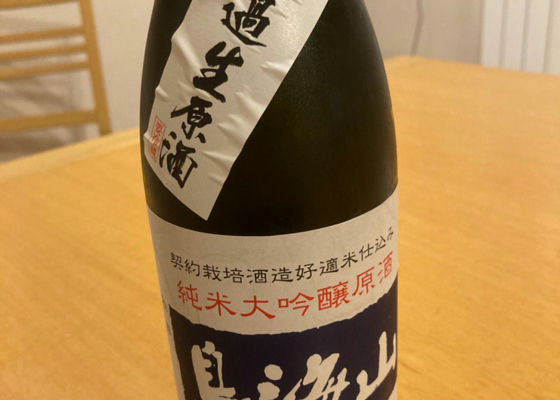 過生原酒
契約栽培酒造好適米仕込み
純米大吟醸原酒
海山